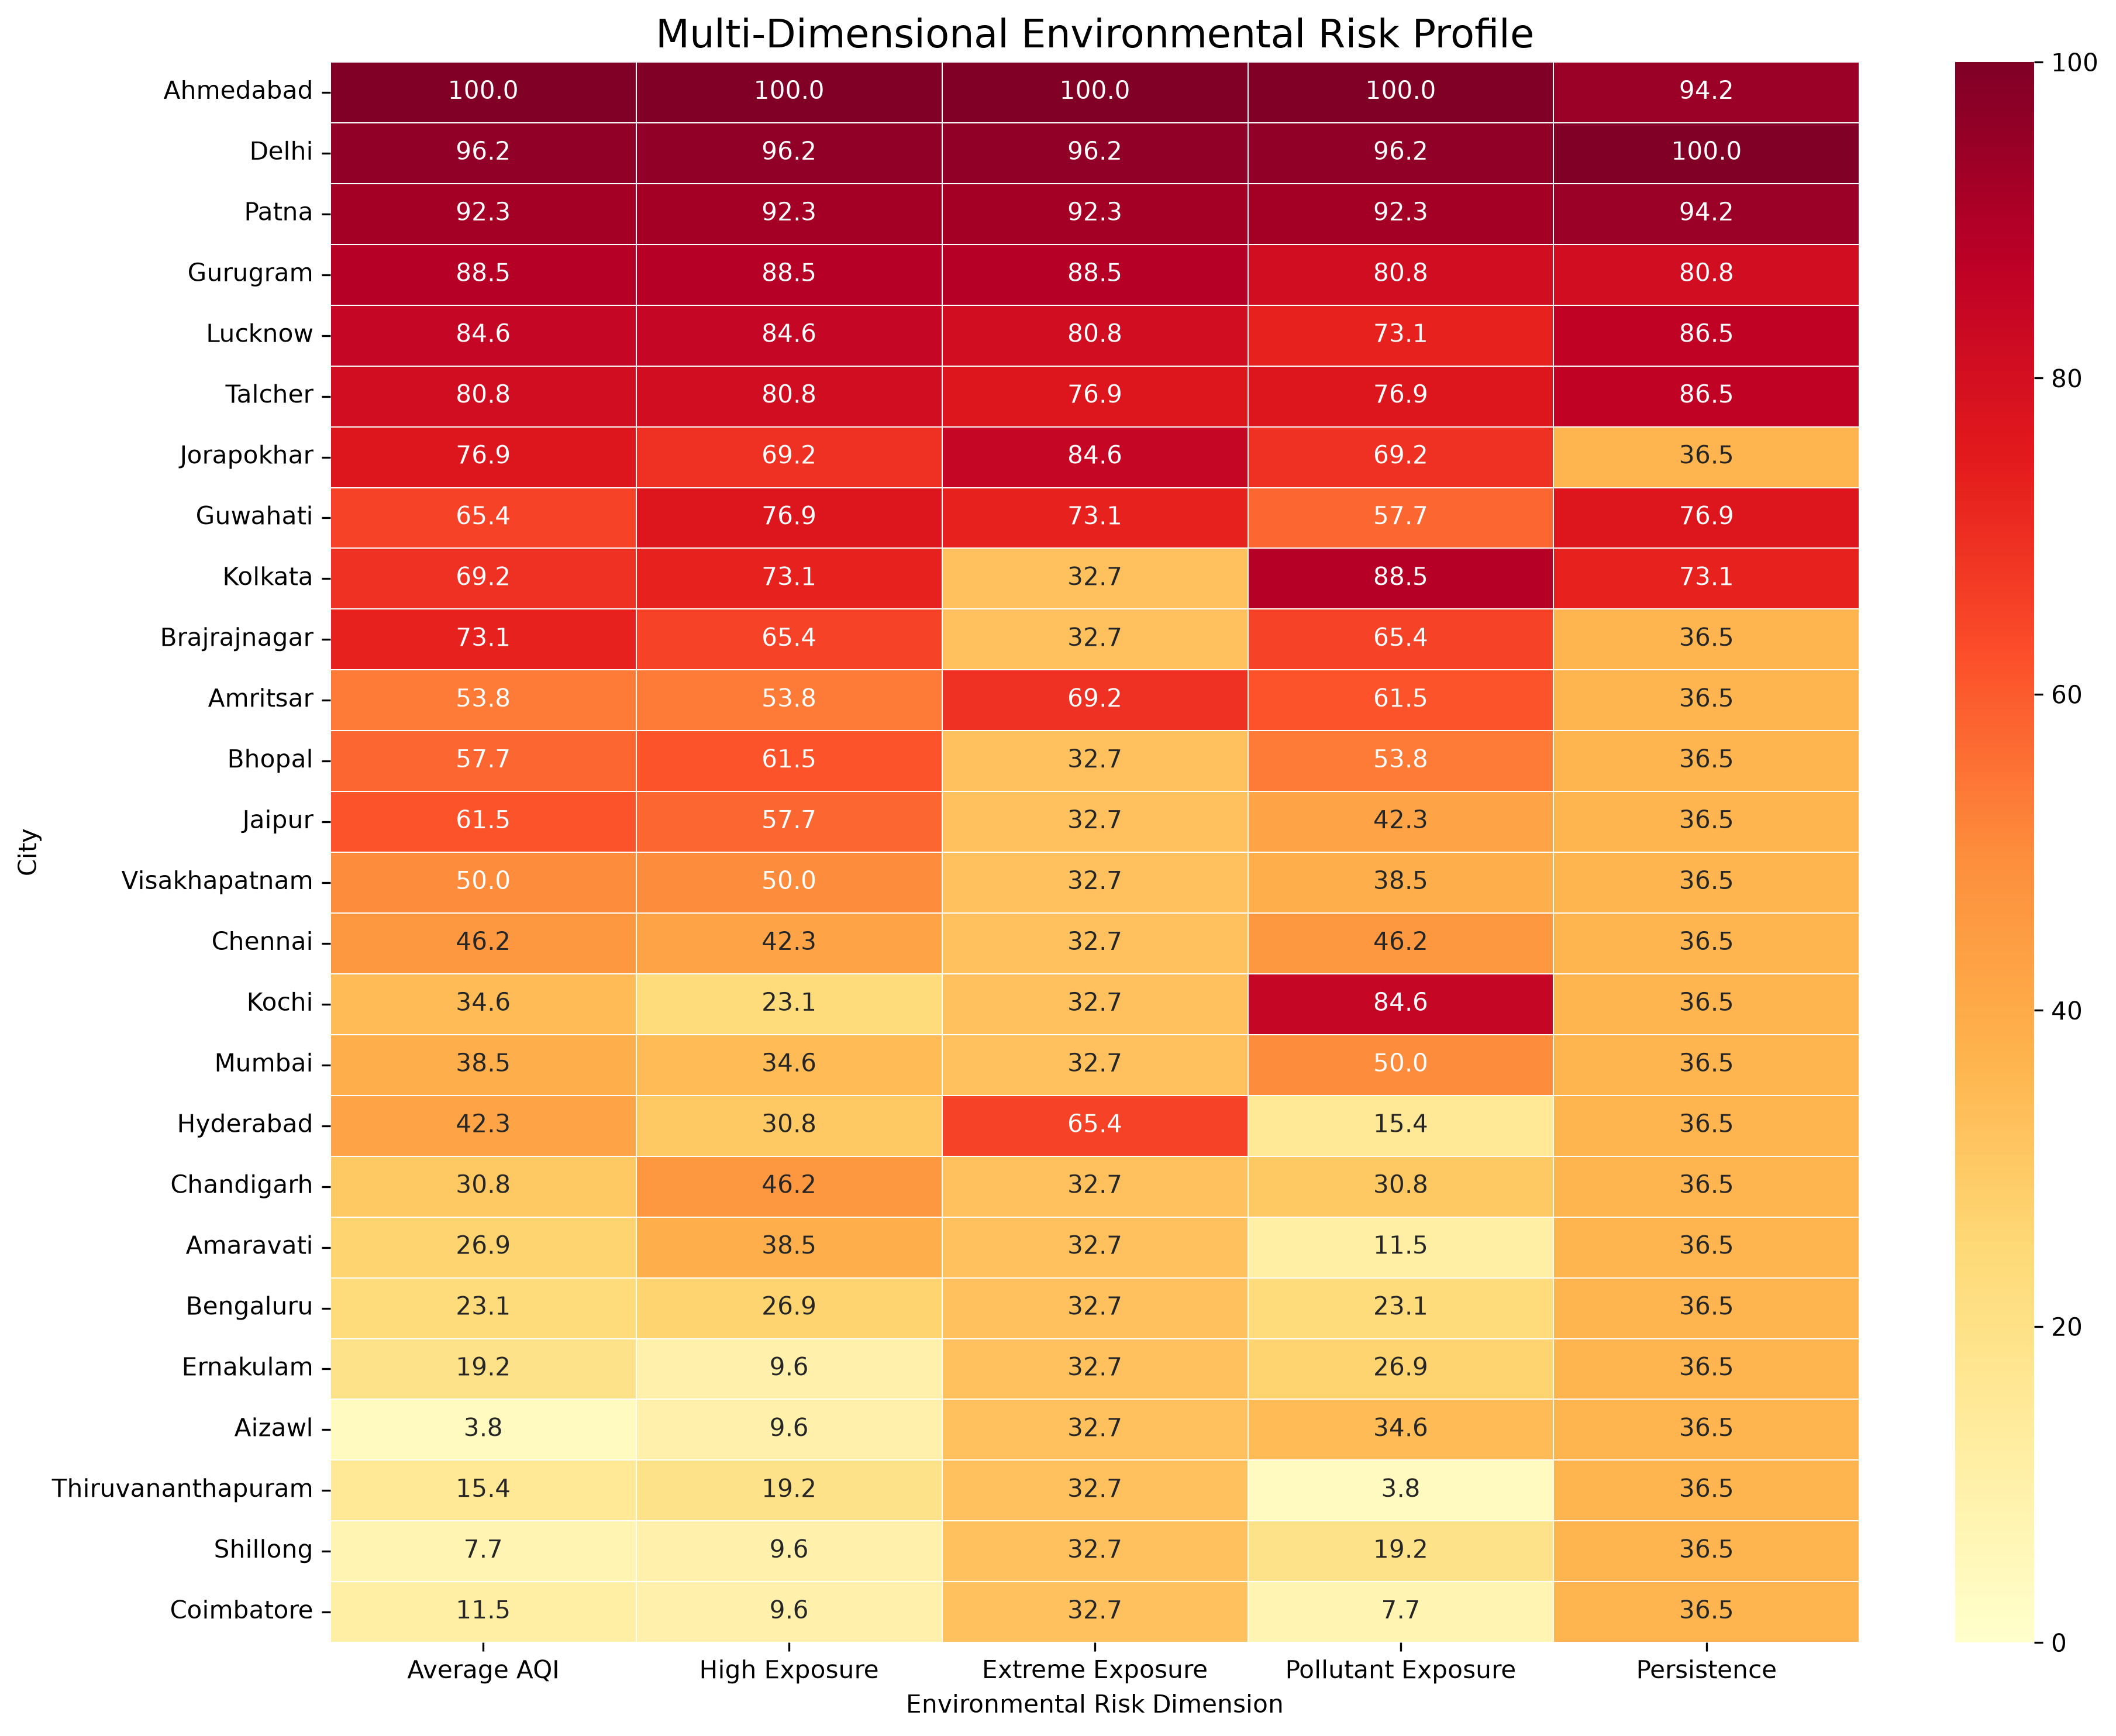 Multi-Dimensional Environmental Risk Profile
Ahmedabad 100.0 100.0 100.0 100.0 94.2
Delhi 96.2 96.2 96.2 96.2 100.0
Patna 92.3 92.3 92.3 92.3 94.2
Gurugram 88.5 88.5 88.5 80.8 80.8
Lucknow 84.6 84.6 80.8 73.1 86.5
Talcher 80.8 80.8 76.9 76.9 86.5
Jorapokhar 76.9 69.2 84.6 69.2 36.5
Guwahati 65.4 76.9 73.1 57.7 76.9
Kolkata 69.2 73.1 32.7 88.5 73.1
Brajrajnagar 73.1 65.4 32.7 65.4 36.5
Amritsar 53.8 53.8 69.2 61.5 36.5
Bhopal 57.7 61.5 32.7 53.8 36.5
Jaipur 61.5 57.7 32.7 42.3 36.5
Visakhapatnam 50.0 50.0 32.7 38.5 36.5
Chennai 46.2 42.3 32.7 46.2 36.5
Kochi 34.6 23.1 32.7 84.6 36.5
Mumbai 38.5 34.6 32.7 50.0 36.5
Hyderabad 42.3 30.8 65.4 15.4 36.5
Chandigarh 30.8 46.2 32.7 30.8 36.5
Amaravati 26.9 38.5 32.7 11.5 36.5
Bengaluru 23.1 26.9 32.7 23.1 36.5
Ernakulam 19.2 9.6 32.7 26.9 36.5
Aizawl 3.8 9.6 32.7 34.6 36.5
Thiruvananthapuram 15.4 19.2 32.7 3.8 36.5
Shillong 7.7 9.6 32.7 19.2 36.5
Coimbatore 11.5 9.6 32.7 7.7 36.5
Average AQI High Exposure Extreme Exposure Pollutant Exposure Persistence
Environmental Risk Dimension
City
100
80
60
40
20
0